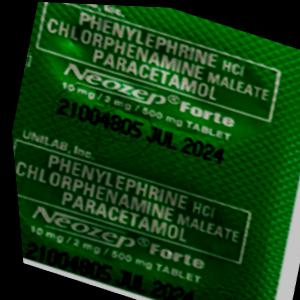 PHENYLEPHRINE HCl
CHLORPHENAMINE MALEATE
PARACETAMOL
Neozep® Forte
10 mg / 2 mg / 500 mg TABLET
21004805 JUL 2024
UNILAB, Inc.
PHENYLEPHRINE HCl
CHLORPHENAMINE MALEATE
PARACETAMOL
Neozep® Forte
10 mg / 2 mg / 500 mg TABLET
21004805 JUL 2024